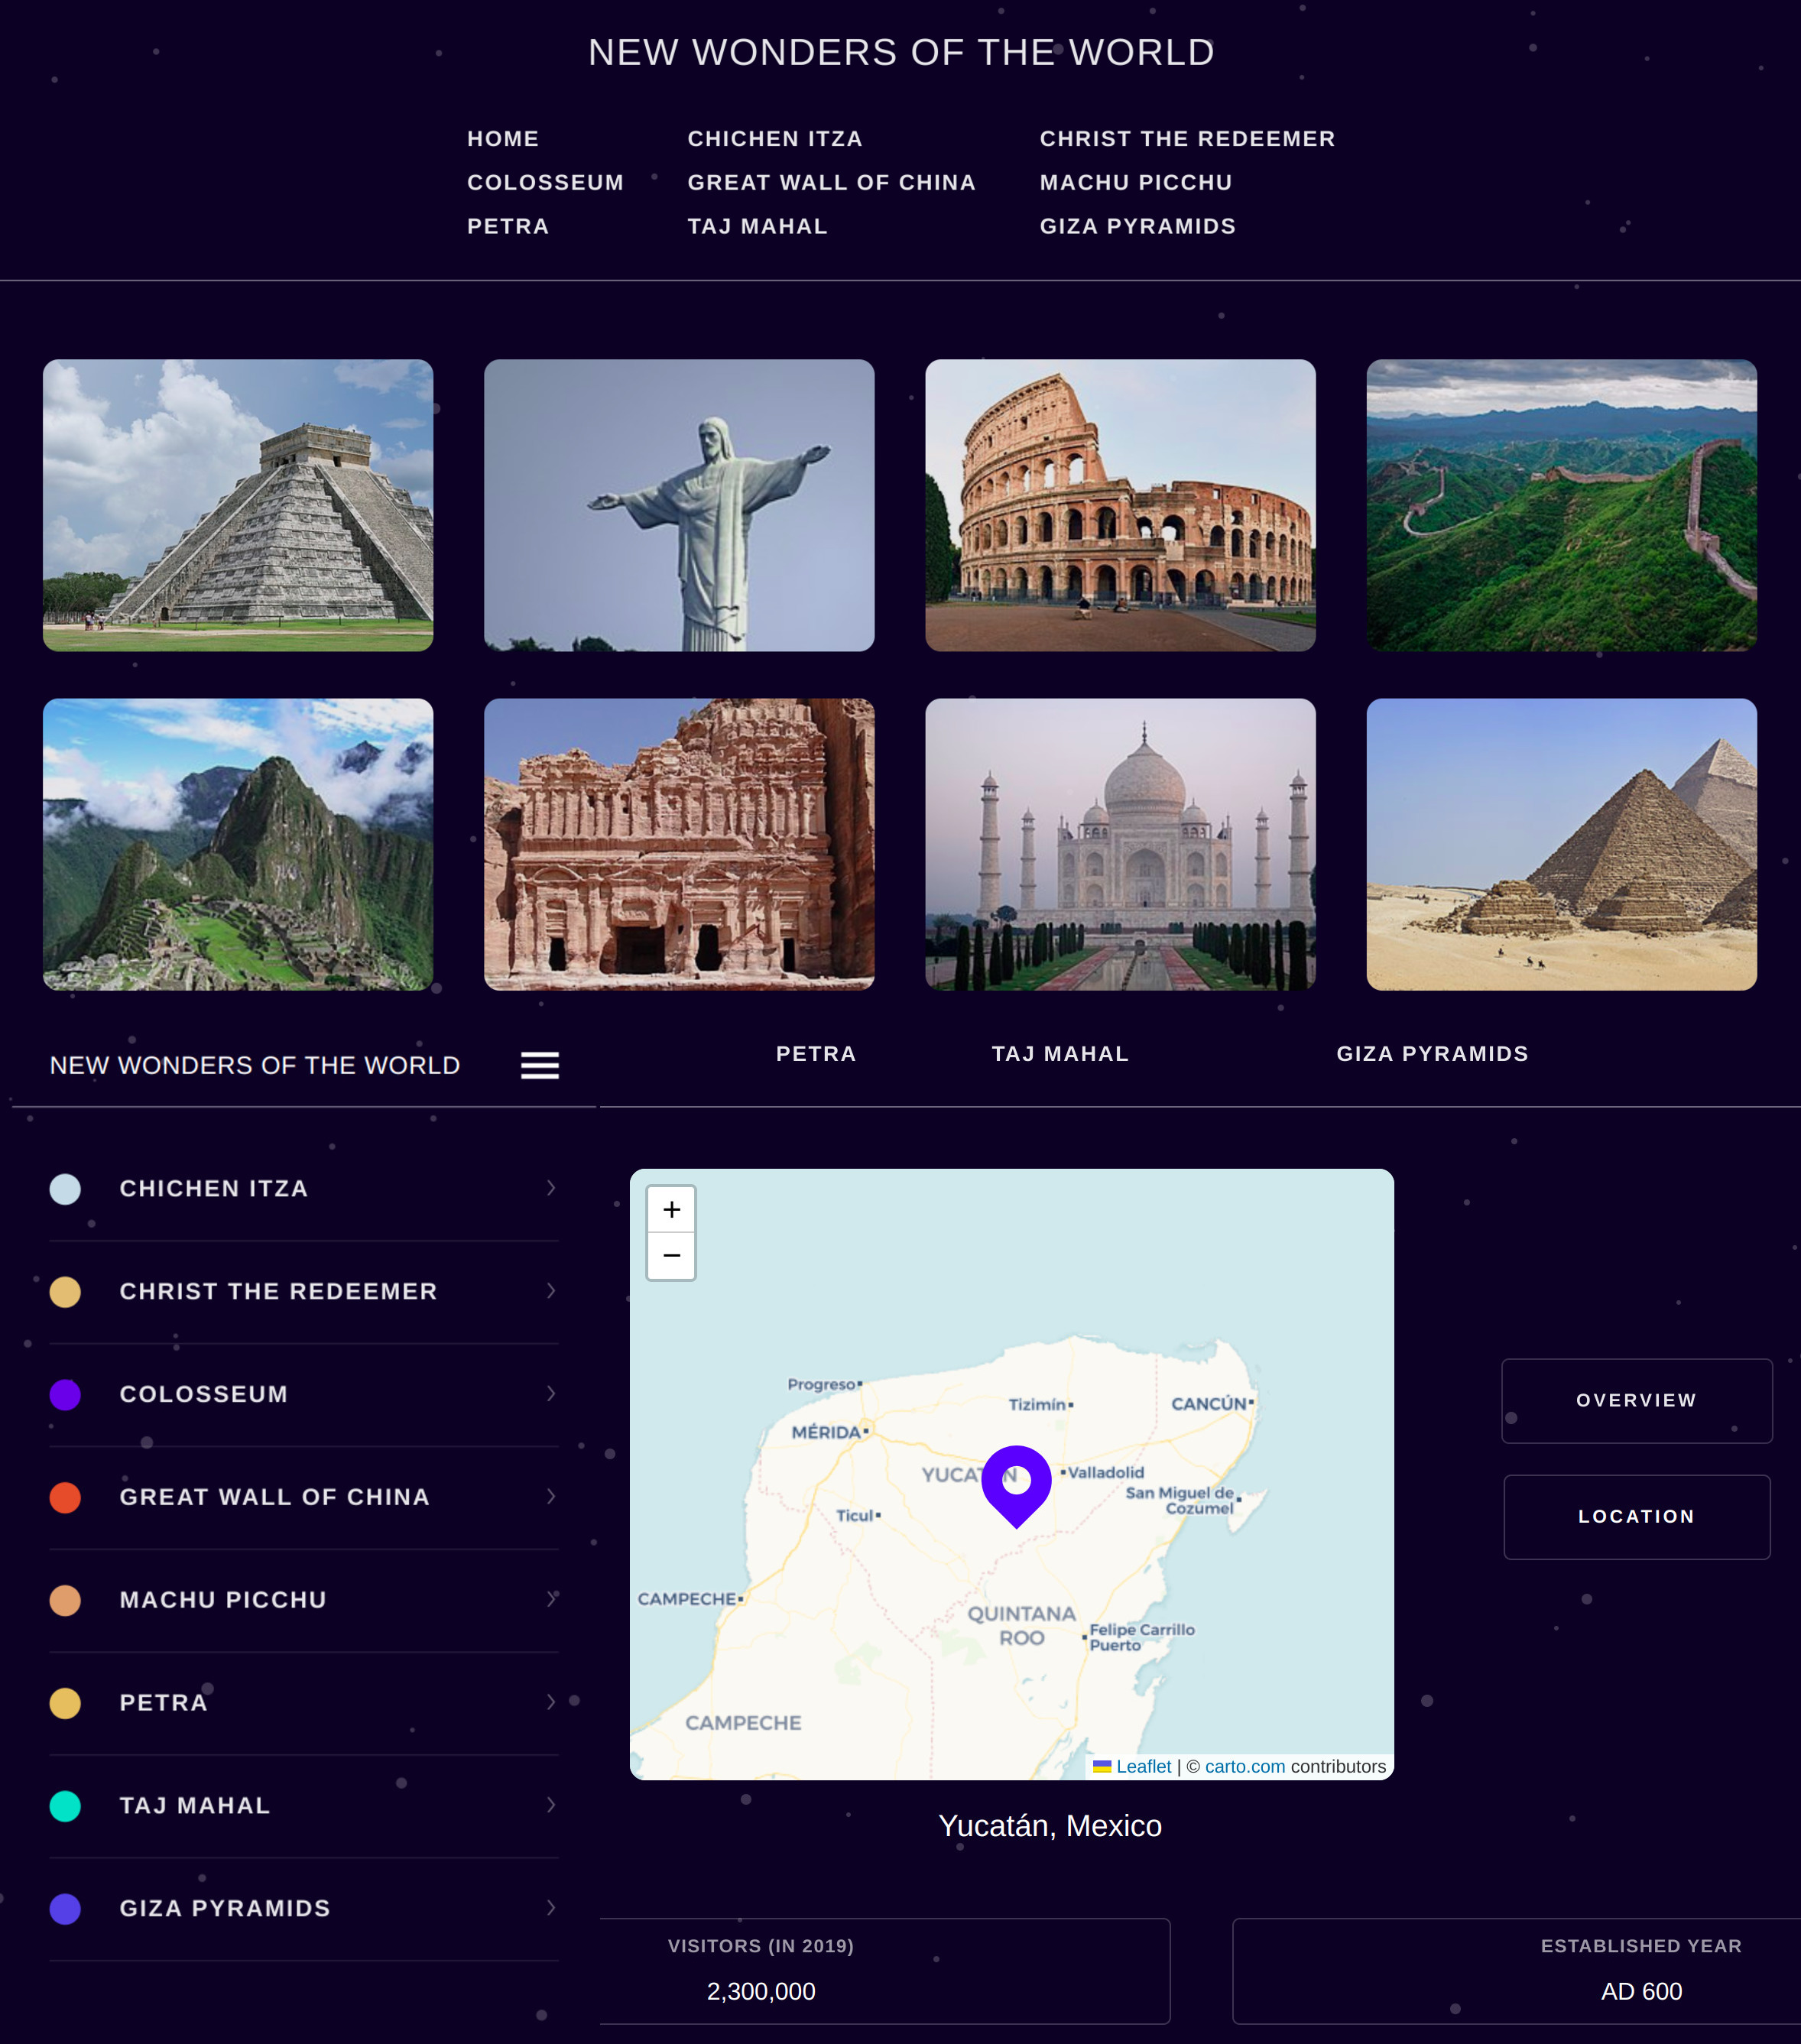 NEW WONDERS OF THE WORLD
HOME CHICHEN ITZA CHRIST THE REDEEMER
COLOSSEUM GREAT WALL OF CHINA MACHU PICCHU
PETRA TAJ MAHAL GIZA PYRAMIDS
NEW WONDERS OF THE WORLD
CHICHEN ITZA
CHRIST THE REDEEMER
COLOSSEUM
GREAT WALL OF CHINA
MACHU PICCHU
PETRA
TAJ MAHAL
GIZA PYRAMIDS
PETRA TAJ MAHAL GIZA PYRAMIDS
+
−
Progreso
Tizimín
CANCÚN
MÉRIDA
YUCATÁN
Valladolid
San Miguel de
Cozumel
Ticul
CAMPECHE
QUINTANA
ROO
Felipe Carrillo
Puerto
CAMPECHE
Leaflet | © carto.com contributors
Yucatán, Mexico
OVERVIEW
LOCATION
VISITORS (IN 2019)
2,300,000
ESTABLISHED YEAR
AD 600